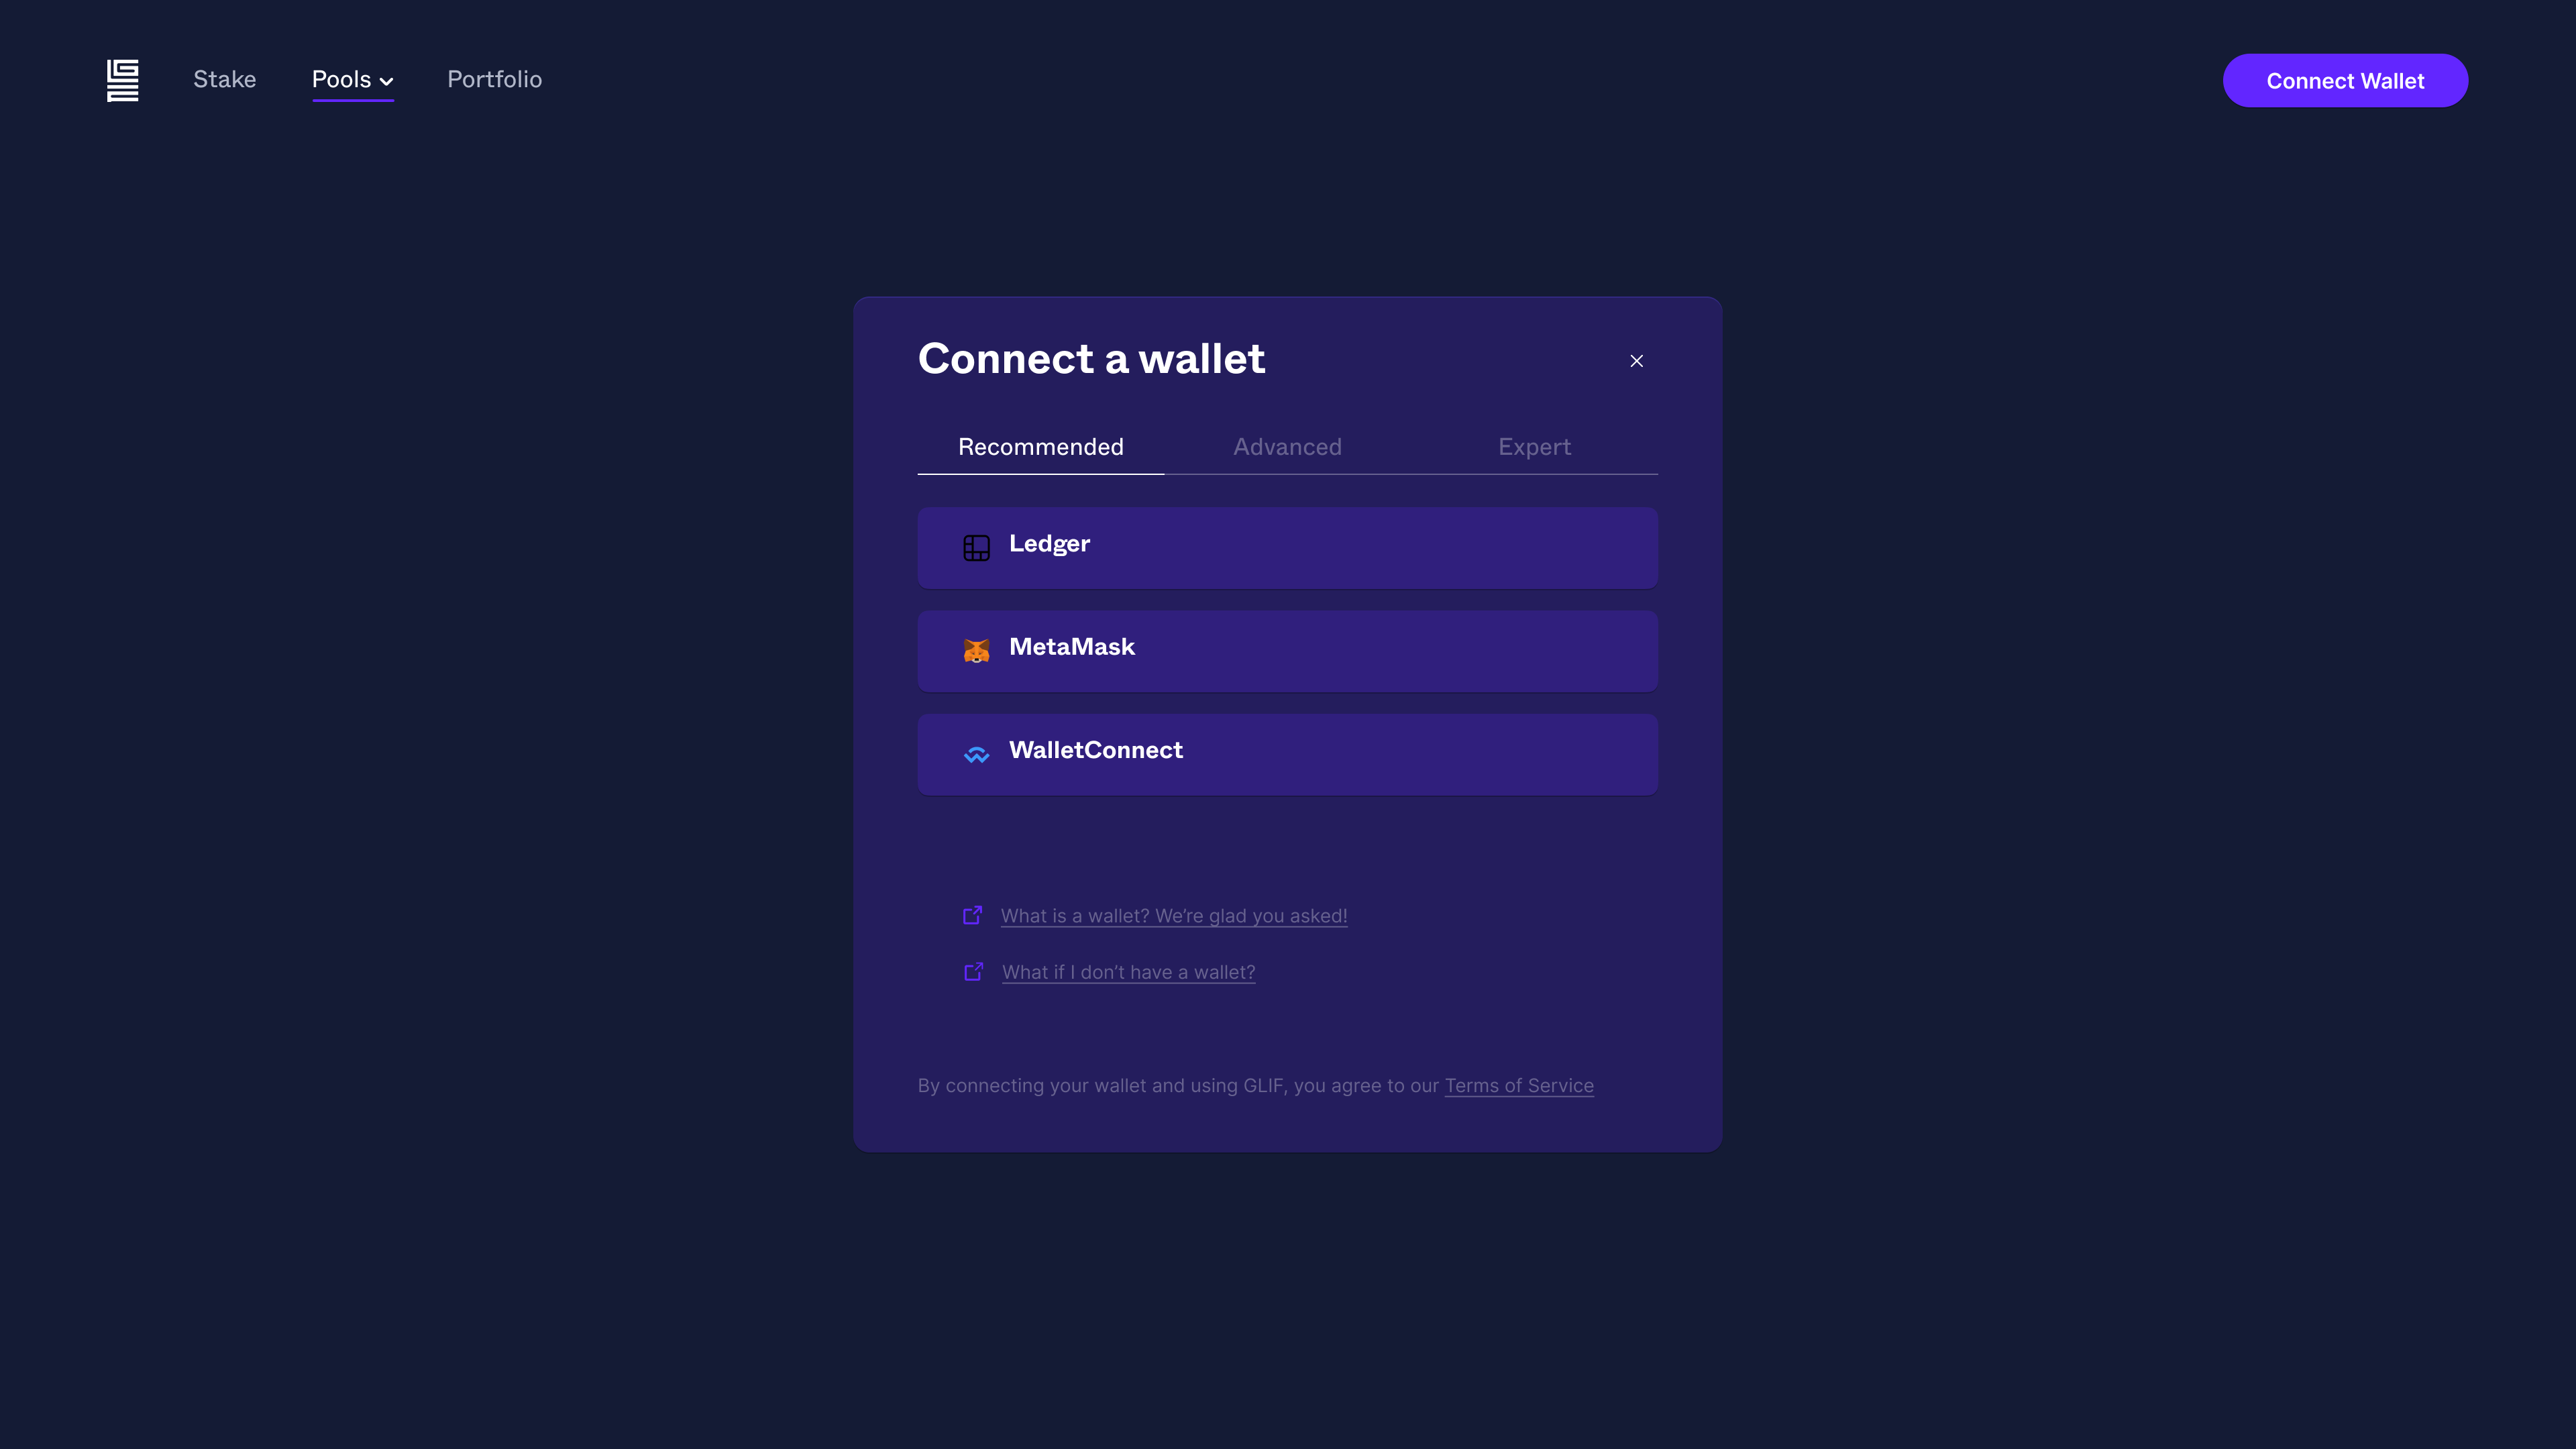 Stake Pools Portfolio Connect Wallet
Connect a wallet
Recommended Advanced Expert
Ledger
MetaMask
WalletConnect
What is a wallet? We’re glad you asked!
What if I don’t have a wallet?
By connecting your wallet and using GLIF, you agree to our Terms of Service